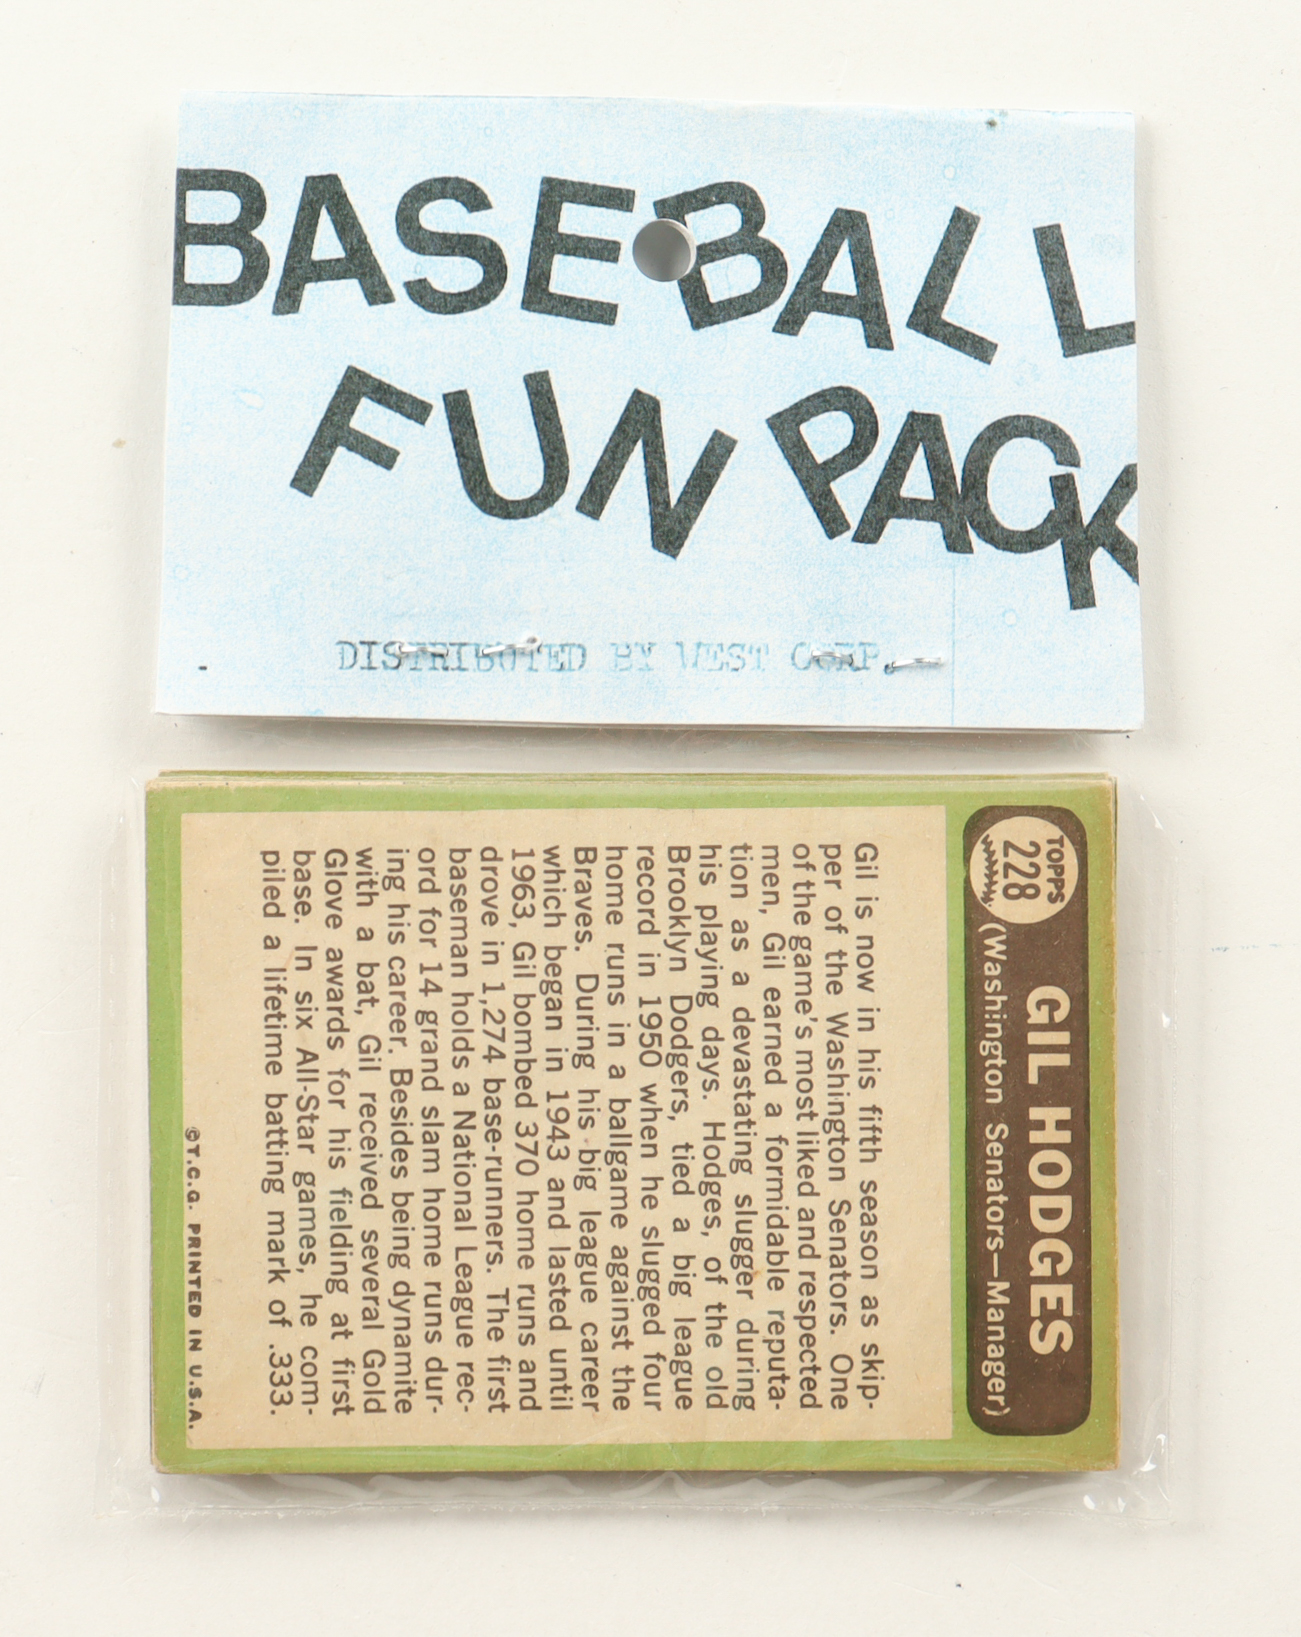 BASEBALL
FUN PACK
DISTRIBUTED BY WEST CORP.
TOPPS
228
GIL HODGES
(Washington Senators—Manager)
Gil is now in his fifth season as skip-
per of the Washington Senators. One
of the game's most liked and respected
men, Gil earned a formidable reputa-
tion as a devastating slugger during
his playing days. Hodges, of the old
Brooklyn Dodgers, tied a big league
record in 1950 when he slugged four
home runs in a ballgame against the
Braves. During his big league career
which began in 1943 and lasted until
1963, Gil bombed 370 home runs and
drove in 1,274 base-runners. The first
baseman holds a National League rec-
ord for 14 grand slam home runs dur-
ing his career. Besides being dynamite
with a bat, Gil received several Gold
Glove awards for his fielding at first
base. In six All-Star games, he com-
piled a lifetime batting mark of .333.
©T.C.G. PRINTED IN U.S.A.